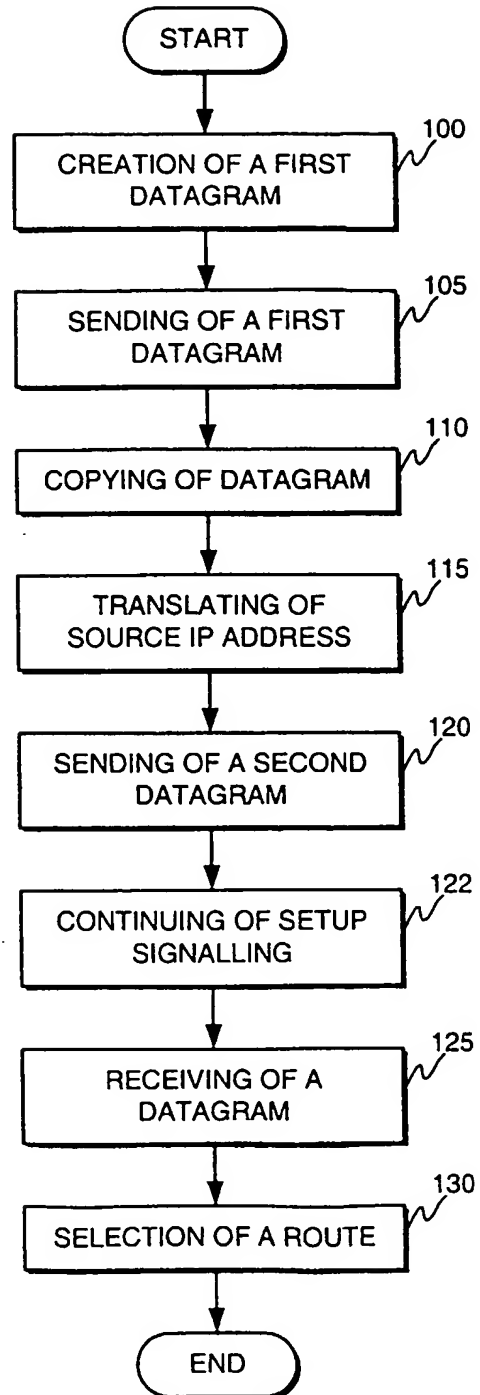 START
100
CREATION OF A FIRST
DATAGRAM
105
SENDING OF A FIRST
DATAGRAM
110
COPYING OF DATAGRAM
115
TRANSLATING OF
SOURCE IP ADDRESS
120
SENDING OF A SECOND
DATAGRAM
122
CONTINUING OF SETUP
SIGNALLING
125
RECEIVING OF A
DATAGRAM
130
SELECTION OF A ROUTE
END